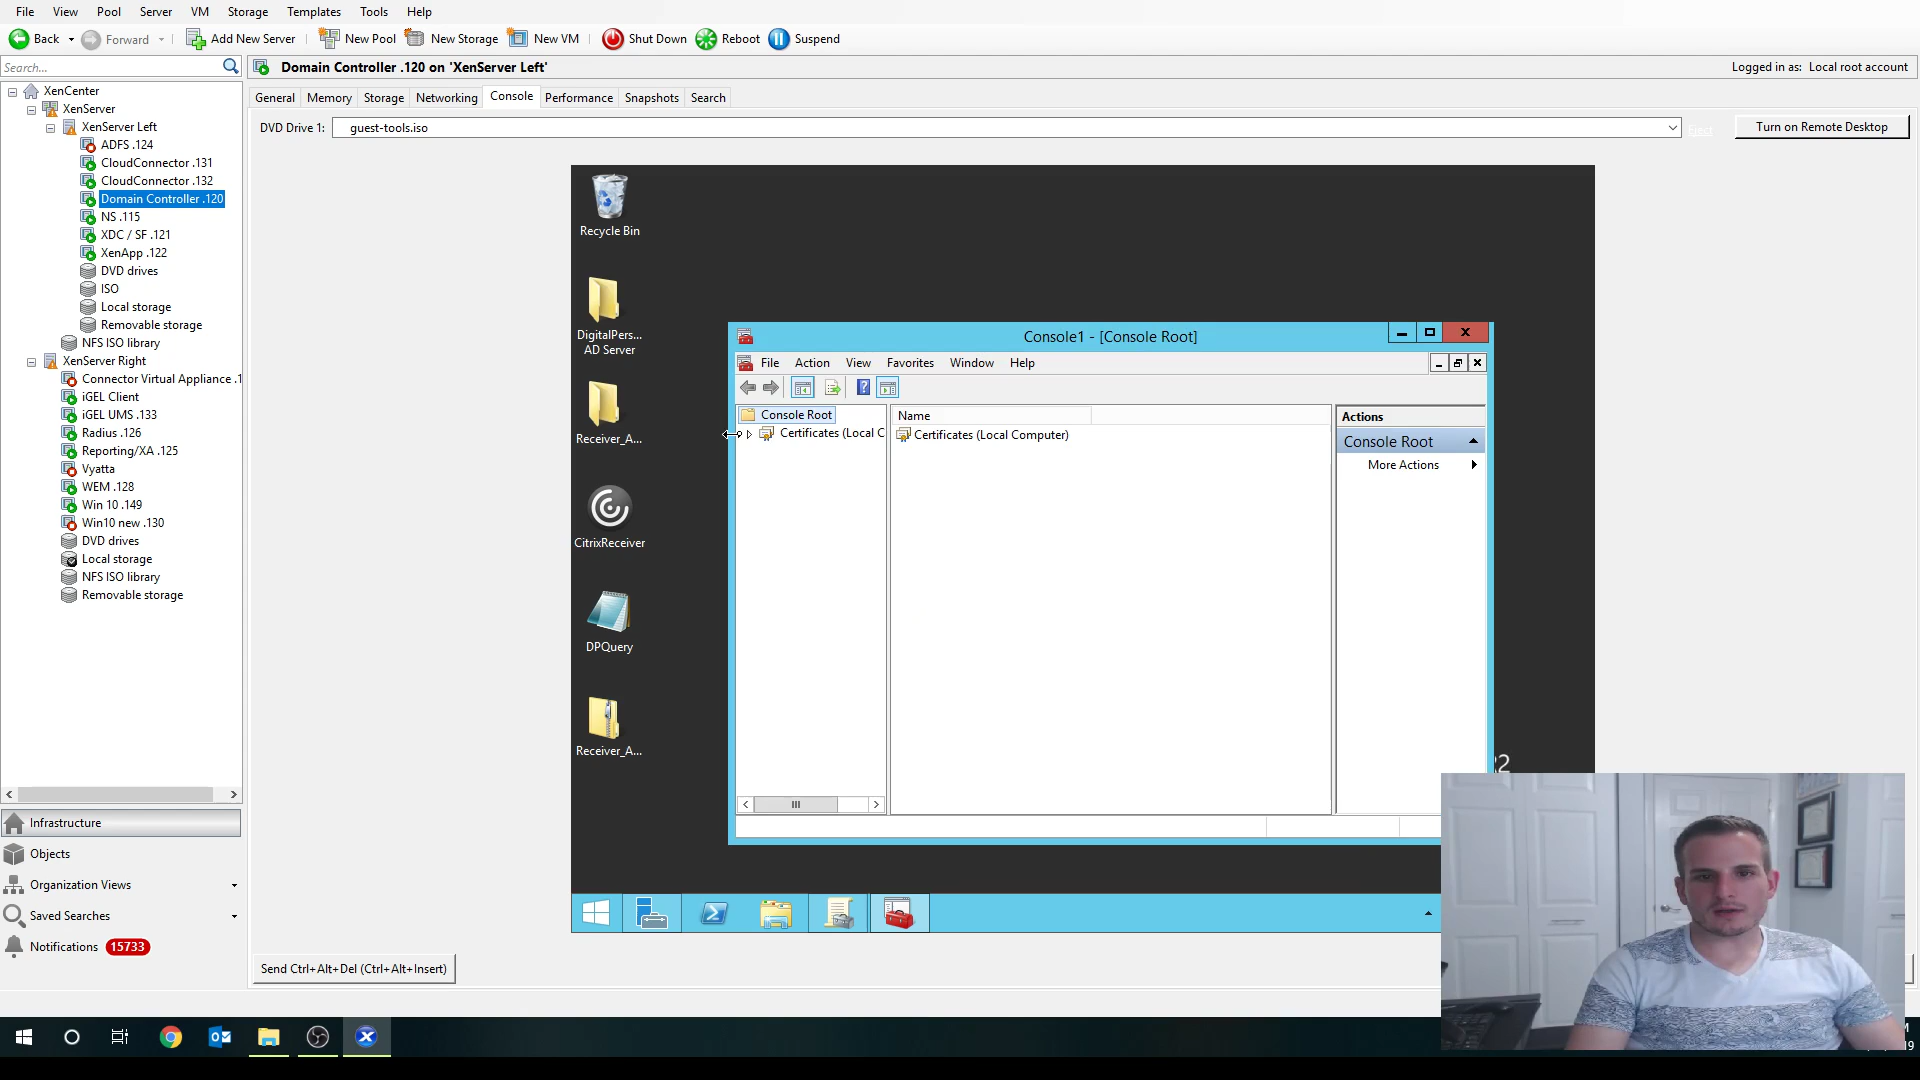 File View Pool Server VM Storage Templates Tools Help
Back Forward Add New Server New Pool New Storage New VM Shut Down Reboot Suspend
Search...
Domain Controller .120 on 'XenServer Left'
Logged in as: Local root account
General Memory Storage Networking Console Performance Snapshots Search
DVD Drive 1: guest-tools.iso
Eject
Turn on Remote Desktop
XenCenter
XenServer
XenServer Left
ADFS .124
CloudConnector .131
CloudConnector .132
Domain Controller .120
NS .115
XDC / SF .121
XenApp .122
DVD drives
ISO
Local storage
Removable storage
NFS ISO library
XenServer Right
Connector Virtual Appliance .1
iGEL Client
iGEL UMS .133
Radius .126
Reporting/XA .125
Vyatta
WEM .128
Win 10 .149
Win10 new .130
DVD drives
Local storage
NFS ISO library
Removable storage
Infrastructure
Objects
Organization Views
Saved Searches
Notifications 15733
Recycle Bin
DigitalPers...
AD Server
Receiver_A...
CitrixReceiver
DPQuery
Receiver_A...
Console1 - [Console Root]
File Action View Favorites Window Help
Console Root
Certificates (Local C
Name
Certificates (Local Computer)
Actions
Console Root
More Actions
Send Ctrl+Alt+Del (Ctrl+Alt+Insert)